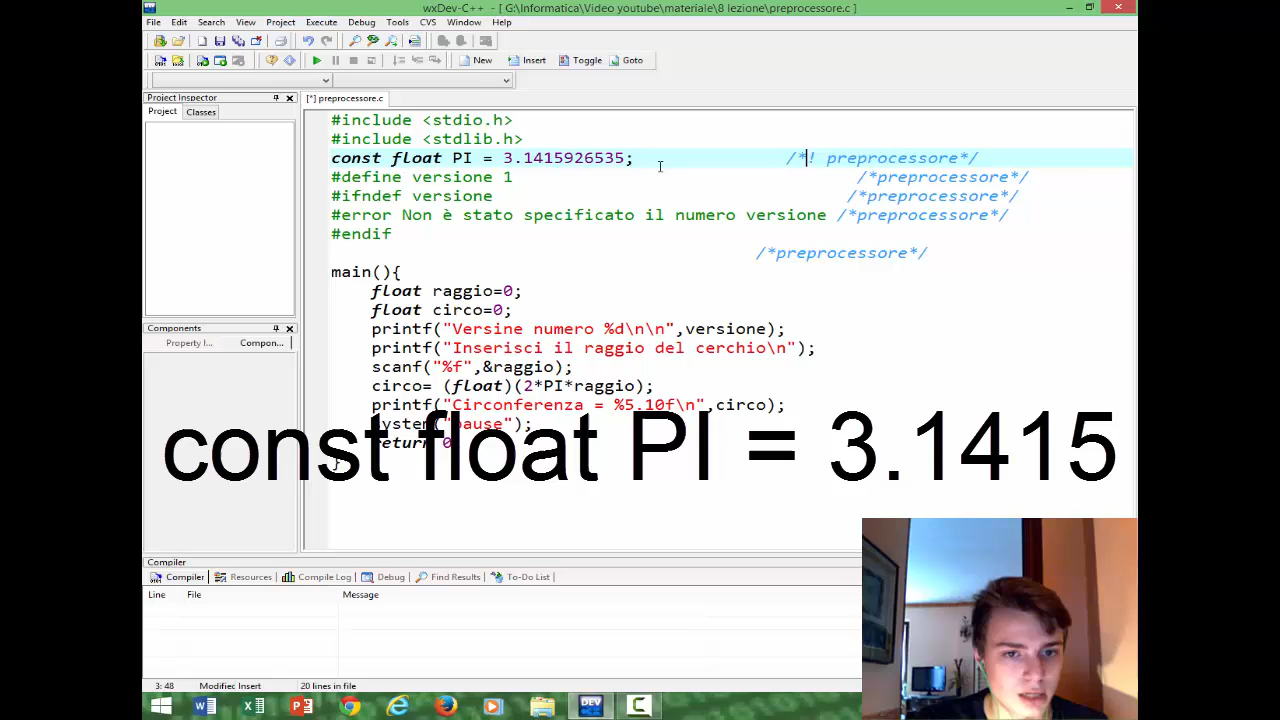 wxDev-C++ - [ G:\Informatica\Video youtube\materiale\8 lezione\preprocessore.c ]
File Edit Search View Project Execute Debug Tools CVS Window Help
New Insert Toggle Goto
Project Inspector
Project Classes
[*] preprocessore.c
#include <stdio.h>
#include <stdlib.h>
const float PI = 3.1415926535; /*! preprocessore*/
#define versione 1 /*preprocessore*/
#ifndef versione /*preprocessore*/
#error Non è stato specificato il numero versione /*preprocessore*/
#endif
/*preprocessore*/
main(){
float raggio=0;
float circo=0;
printf("Versine numero %d\n\n",versione);
printf("Inserisci il raggio del cerchio\n");
scanf("%f",&raggio);
circo= (float)(2*PI*raggio);
printf("Circonferenza = %5.10f\n",circo);
return 0
const float PI = 3.1415
Components
Property I... Compon...
Compiler
Compiler Resources Compile Log Debug Find Results To-Do List
Line File Message
3: 48 Modified Insert 20 lines in file
DEV